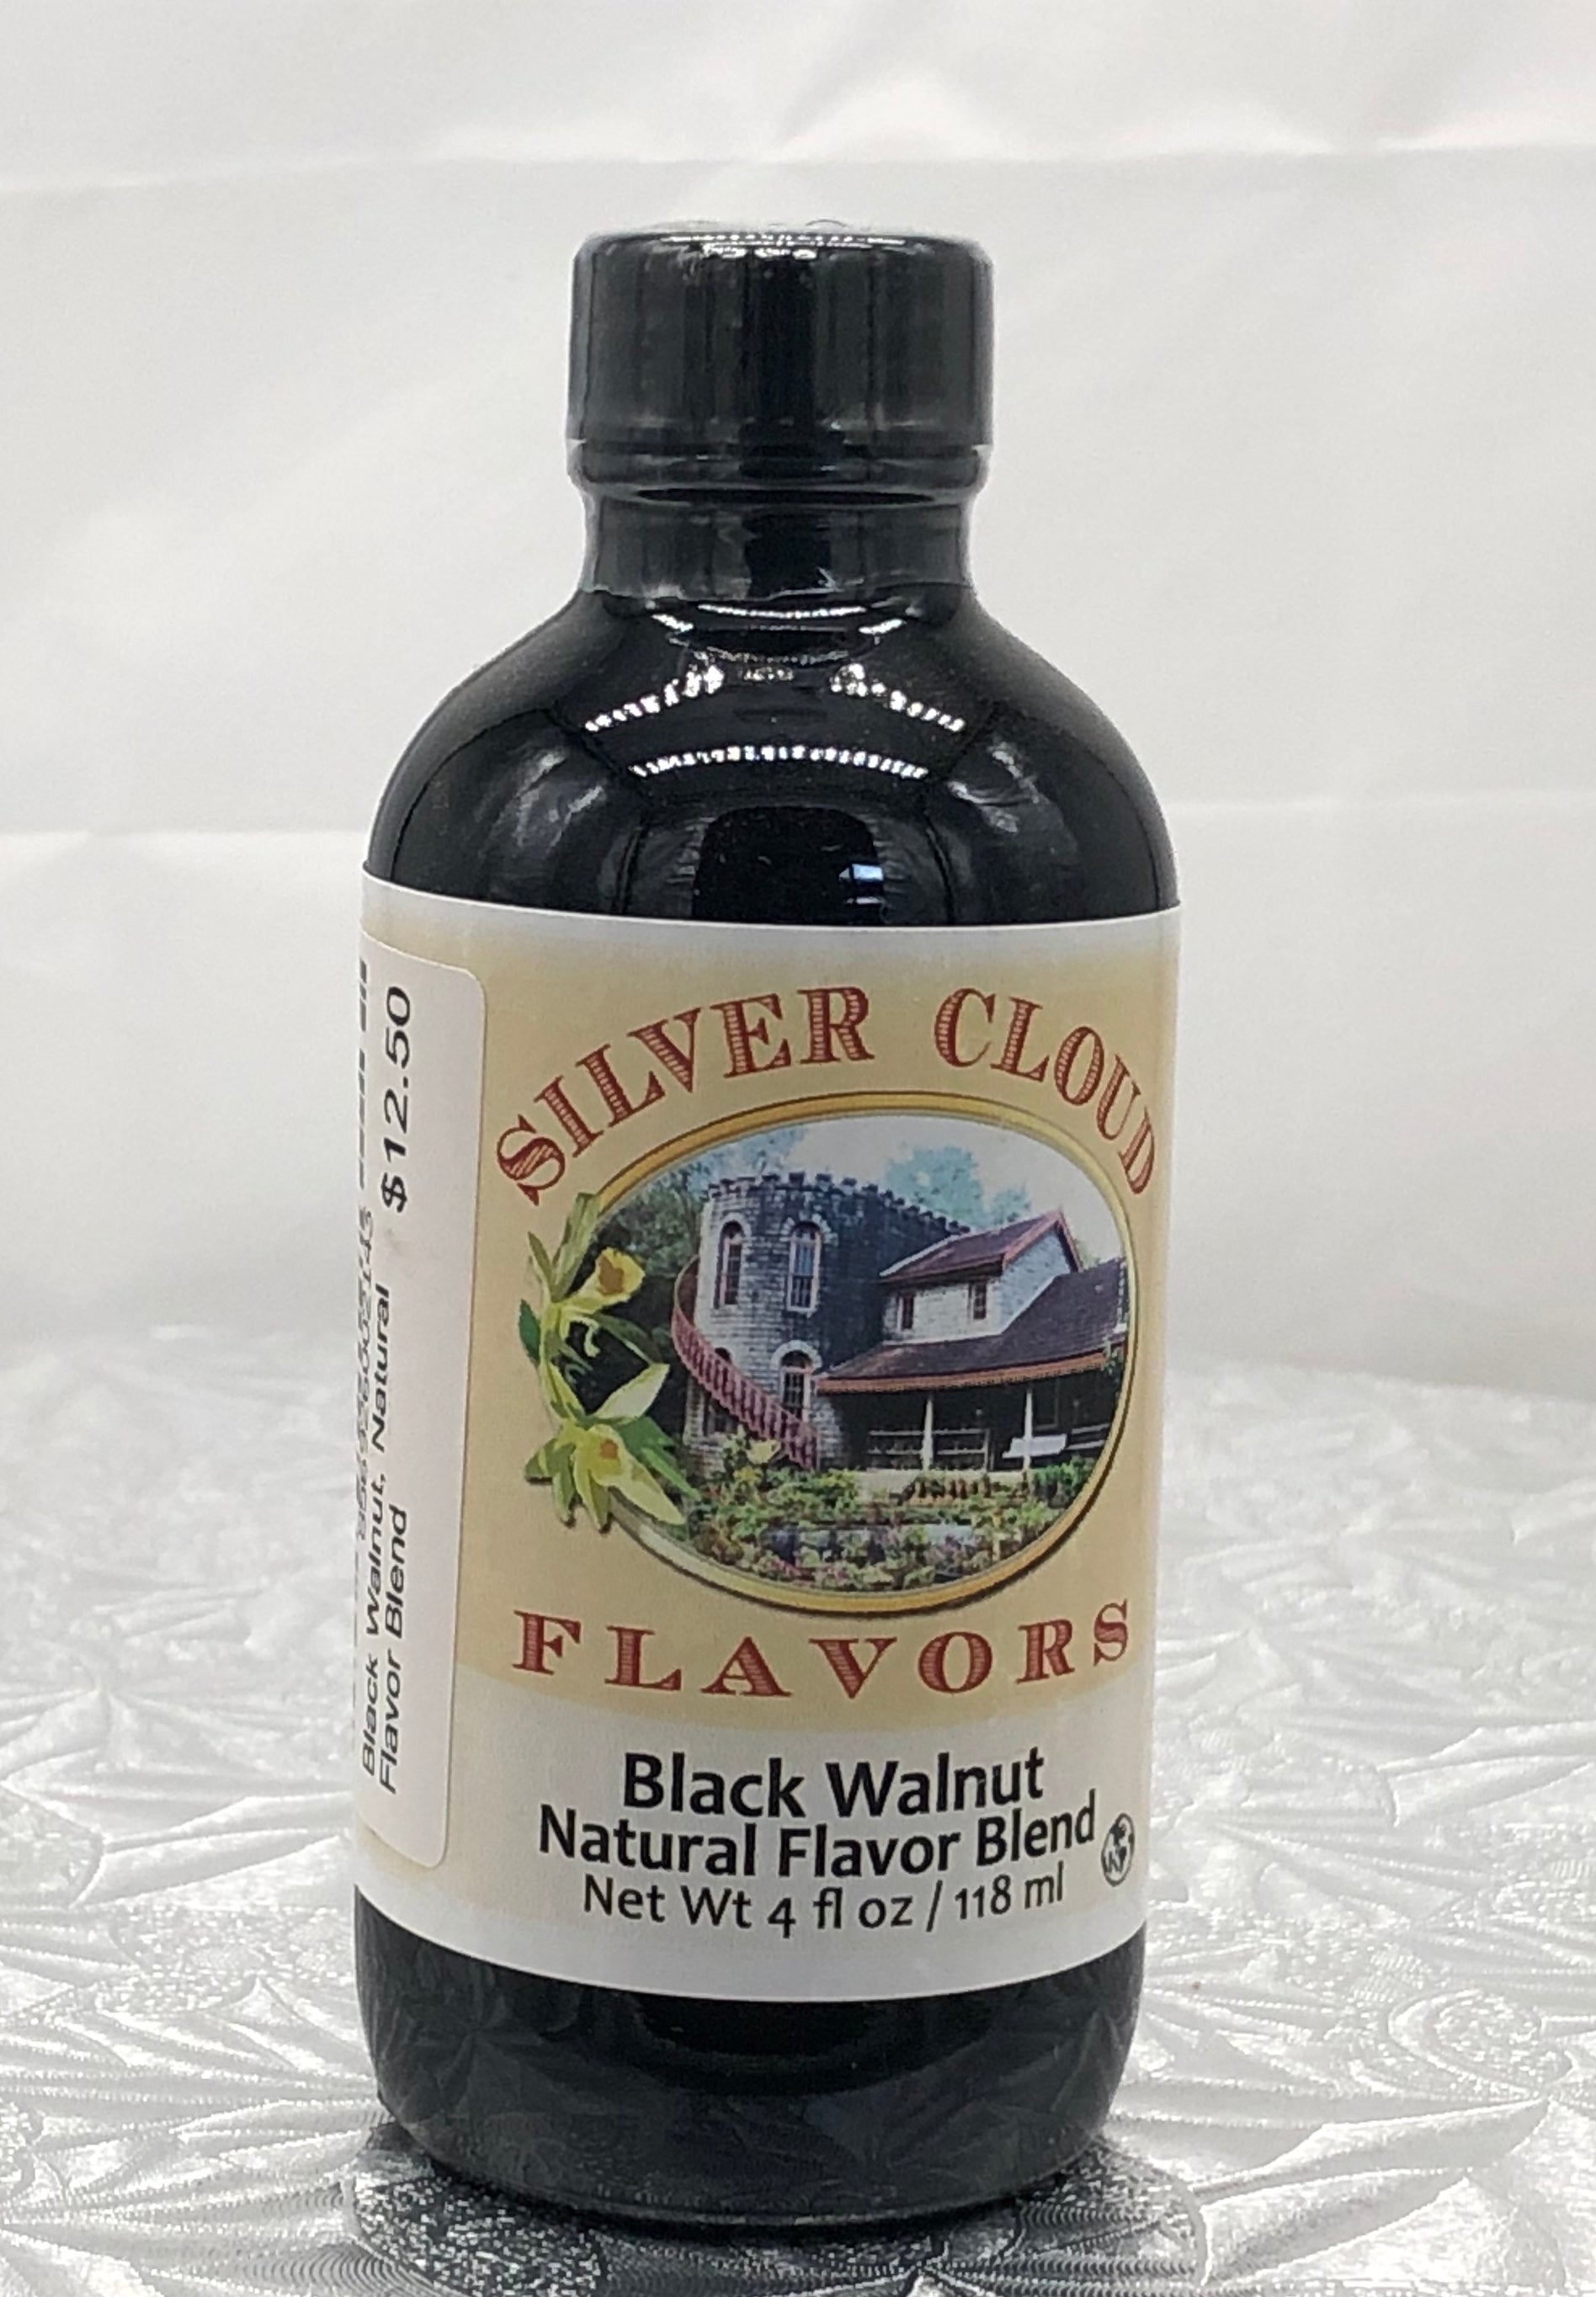 SILVER CLOUD
FLAVORS
Black Walnut
Natural Flavor Blend
Net Wt 4 fl oz / 118 ml
$12.50
Black Walnut, Natural
Flavor Blend